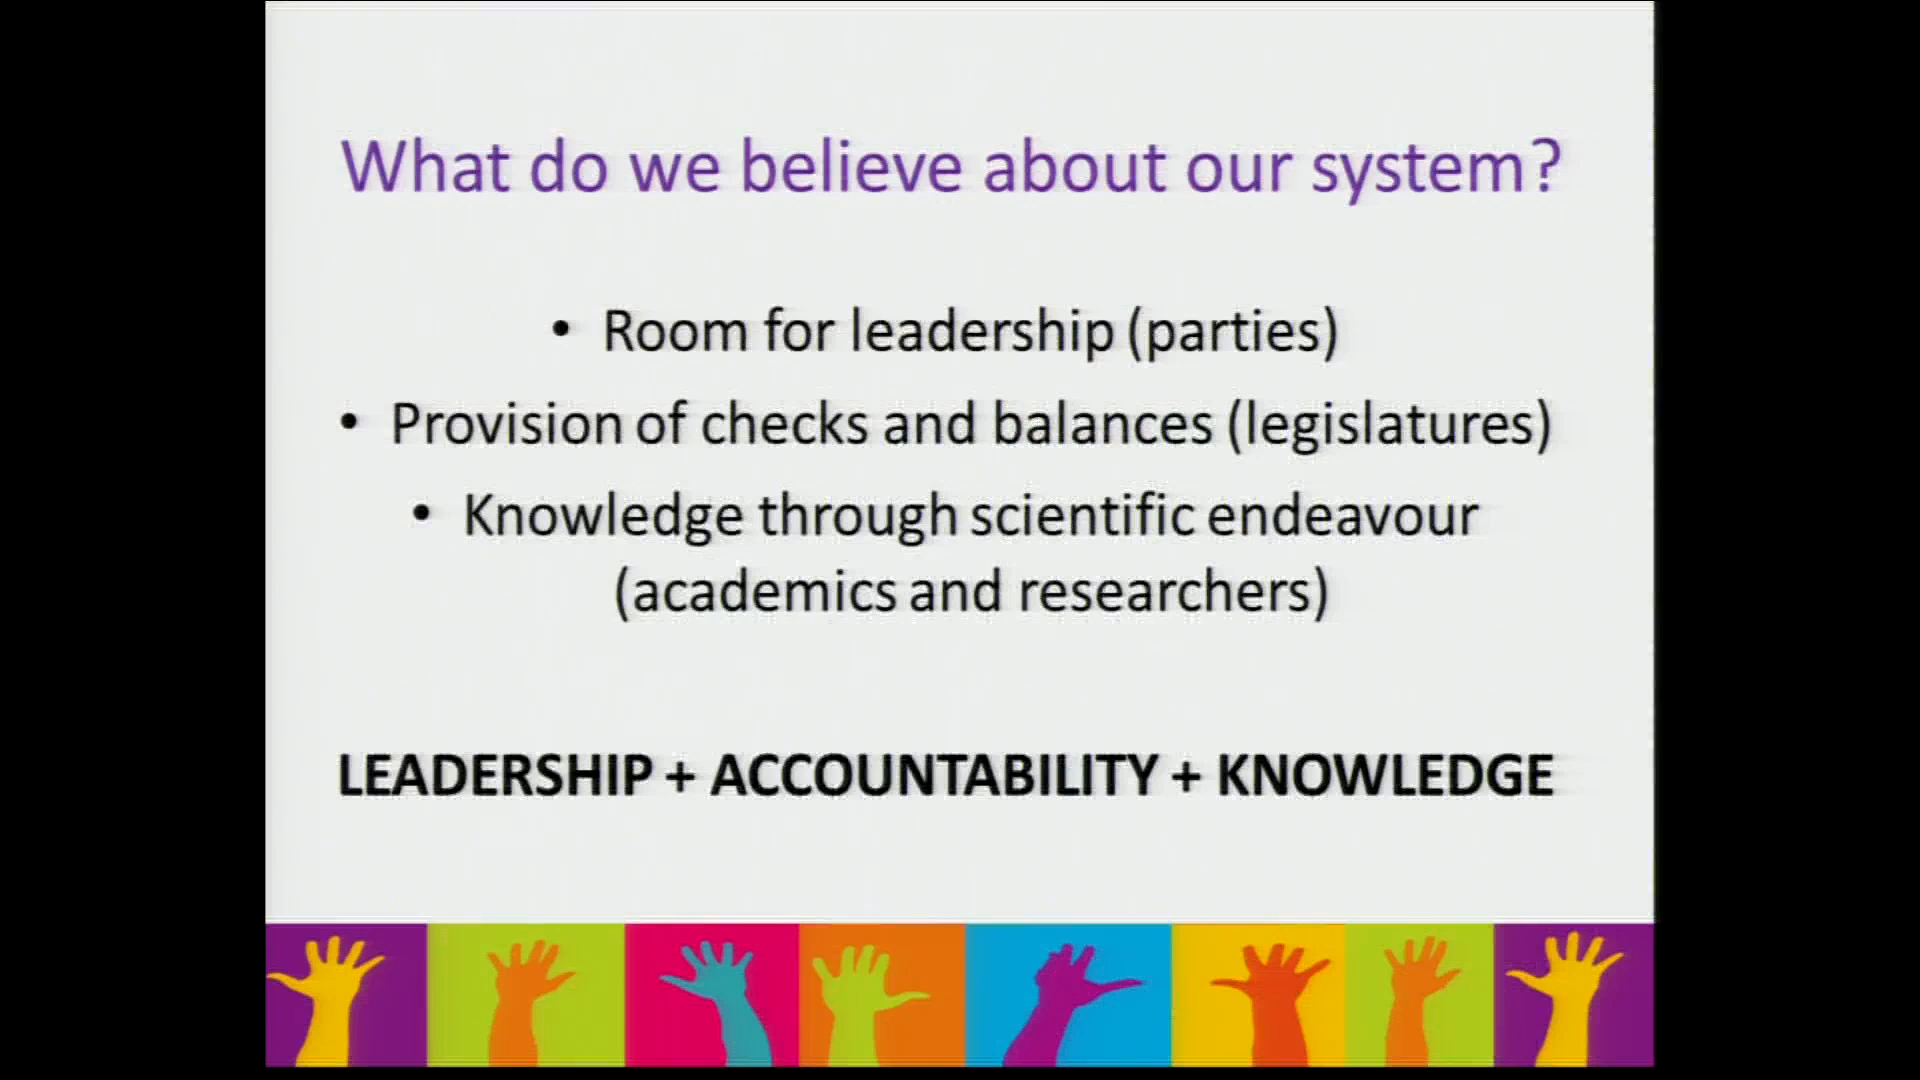 What do we believe about our system?
• Room for leadership (parties)
• Provision of checks and balances (legislatures)
• Knowledge through scientific endeavour
(academics and researchers)
LEADERSHIP + ACCOUNTABILITY + KNOWLEDGE